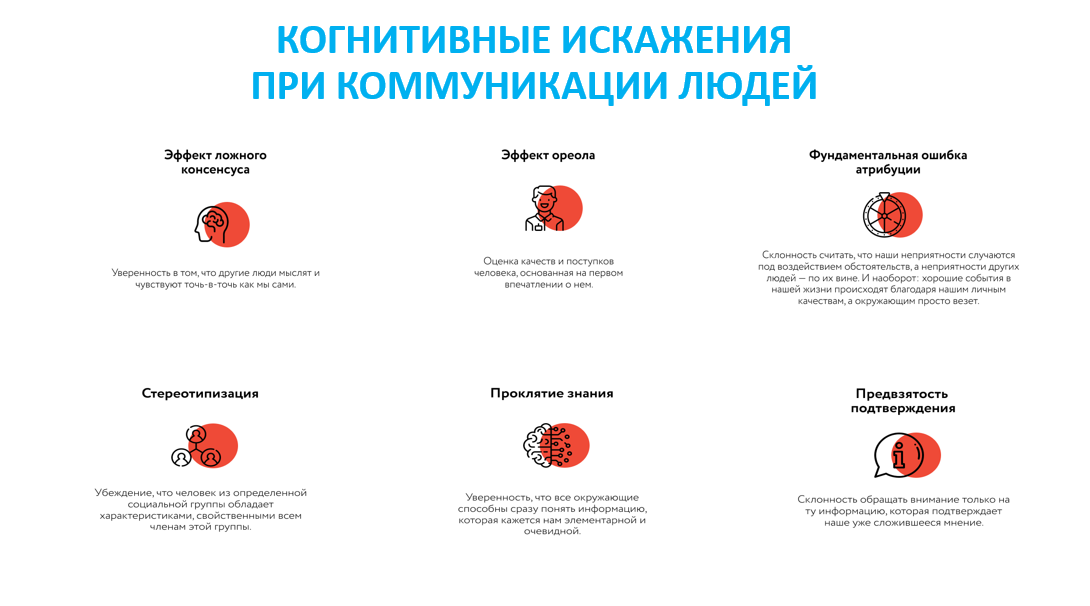 КОГНИТИВНЫЕ ИСКАЖЕНИЯ
ПРИ КОММУНИКАЦИИ ЛЮДЕЙ
Эффект ложного
консенсуса
Уверенность в том, что другие люди мыслят и
чувствуют точь-в-точь как мы сами.
Эффект ореола
Оценка качеств и поступков
человека, основанная на первом
впечатлении о нем.
Фундаментальная ошибка
атрибуции
Склонность считать, что наши неприятности случаются
под воздействием обстоятельств, а неприятности других
людей — по их вине. И наоборот: хорошие события в
нашей жизни происходят благодаря нашим личным
качествам, а окружающим просто везет.
Стереотипизация
Убеждение, что человек из определенной
социальной группы обладает
характеристиками, свойственными всем
членам этой группы.
Проклятие знания
Уверенность, что все окружающие
способны сразу понять информацию,
которая кажется нам элементарной и
очевидной.
Предвзятость
подтверждения
Склонность обращать внимание только на
ту информацию, которая подтверждает
наше уже сложившееся мнение.